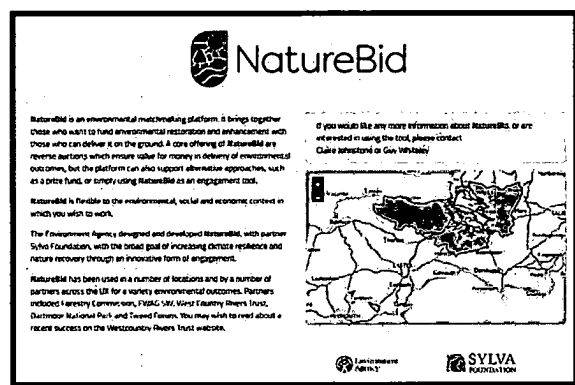 NatureBid
NatureBid is an environmental matchmaking platform. It brings together
those who want to fund environmental restoration and enhancement with
those who can deliver it on the ground. A core offering of NatureBid are
reverse auctions which ensure value for money in delivery of environmental
outcomes, but the platform can also support alternative approaches, such
as a prize fund, or simply using NatureBid as an engagement tool.
NatureBid is flexible to the environmental, social and economic context in
which you wish to work.
The Environment Agency designed and developed NatureBid, with partner
Sylva Foundation, with the broad goal of increasing climate resilience and
nature recovery through an innovative form of engagement.
NatureBid has been used in a number of locations and by a number of
partners across the UK for a variety environmental outcomes. Partners
included Forestry Commission, FWAG SW, West Country Rivers Trust,
Dartmoor National Park and Tweed Forum. You may wish to read about a
recent success on the Westcountry Rivers Trust website.
If you would like any more information about NatureBid, or are
interested in using the tool, please contact
Claire Johnstone or Guy Whiteley
Environment
Agency
SYLVA
FOUNDATION